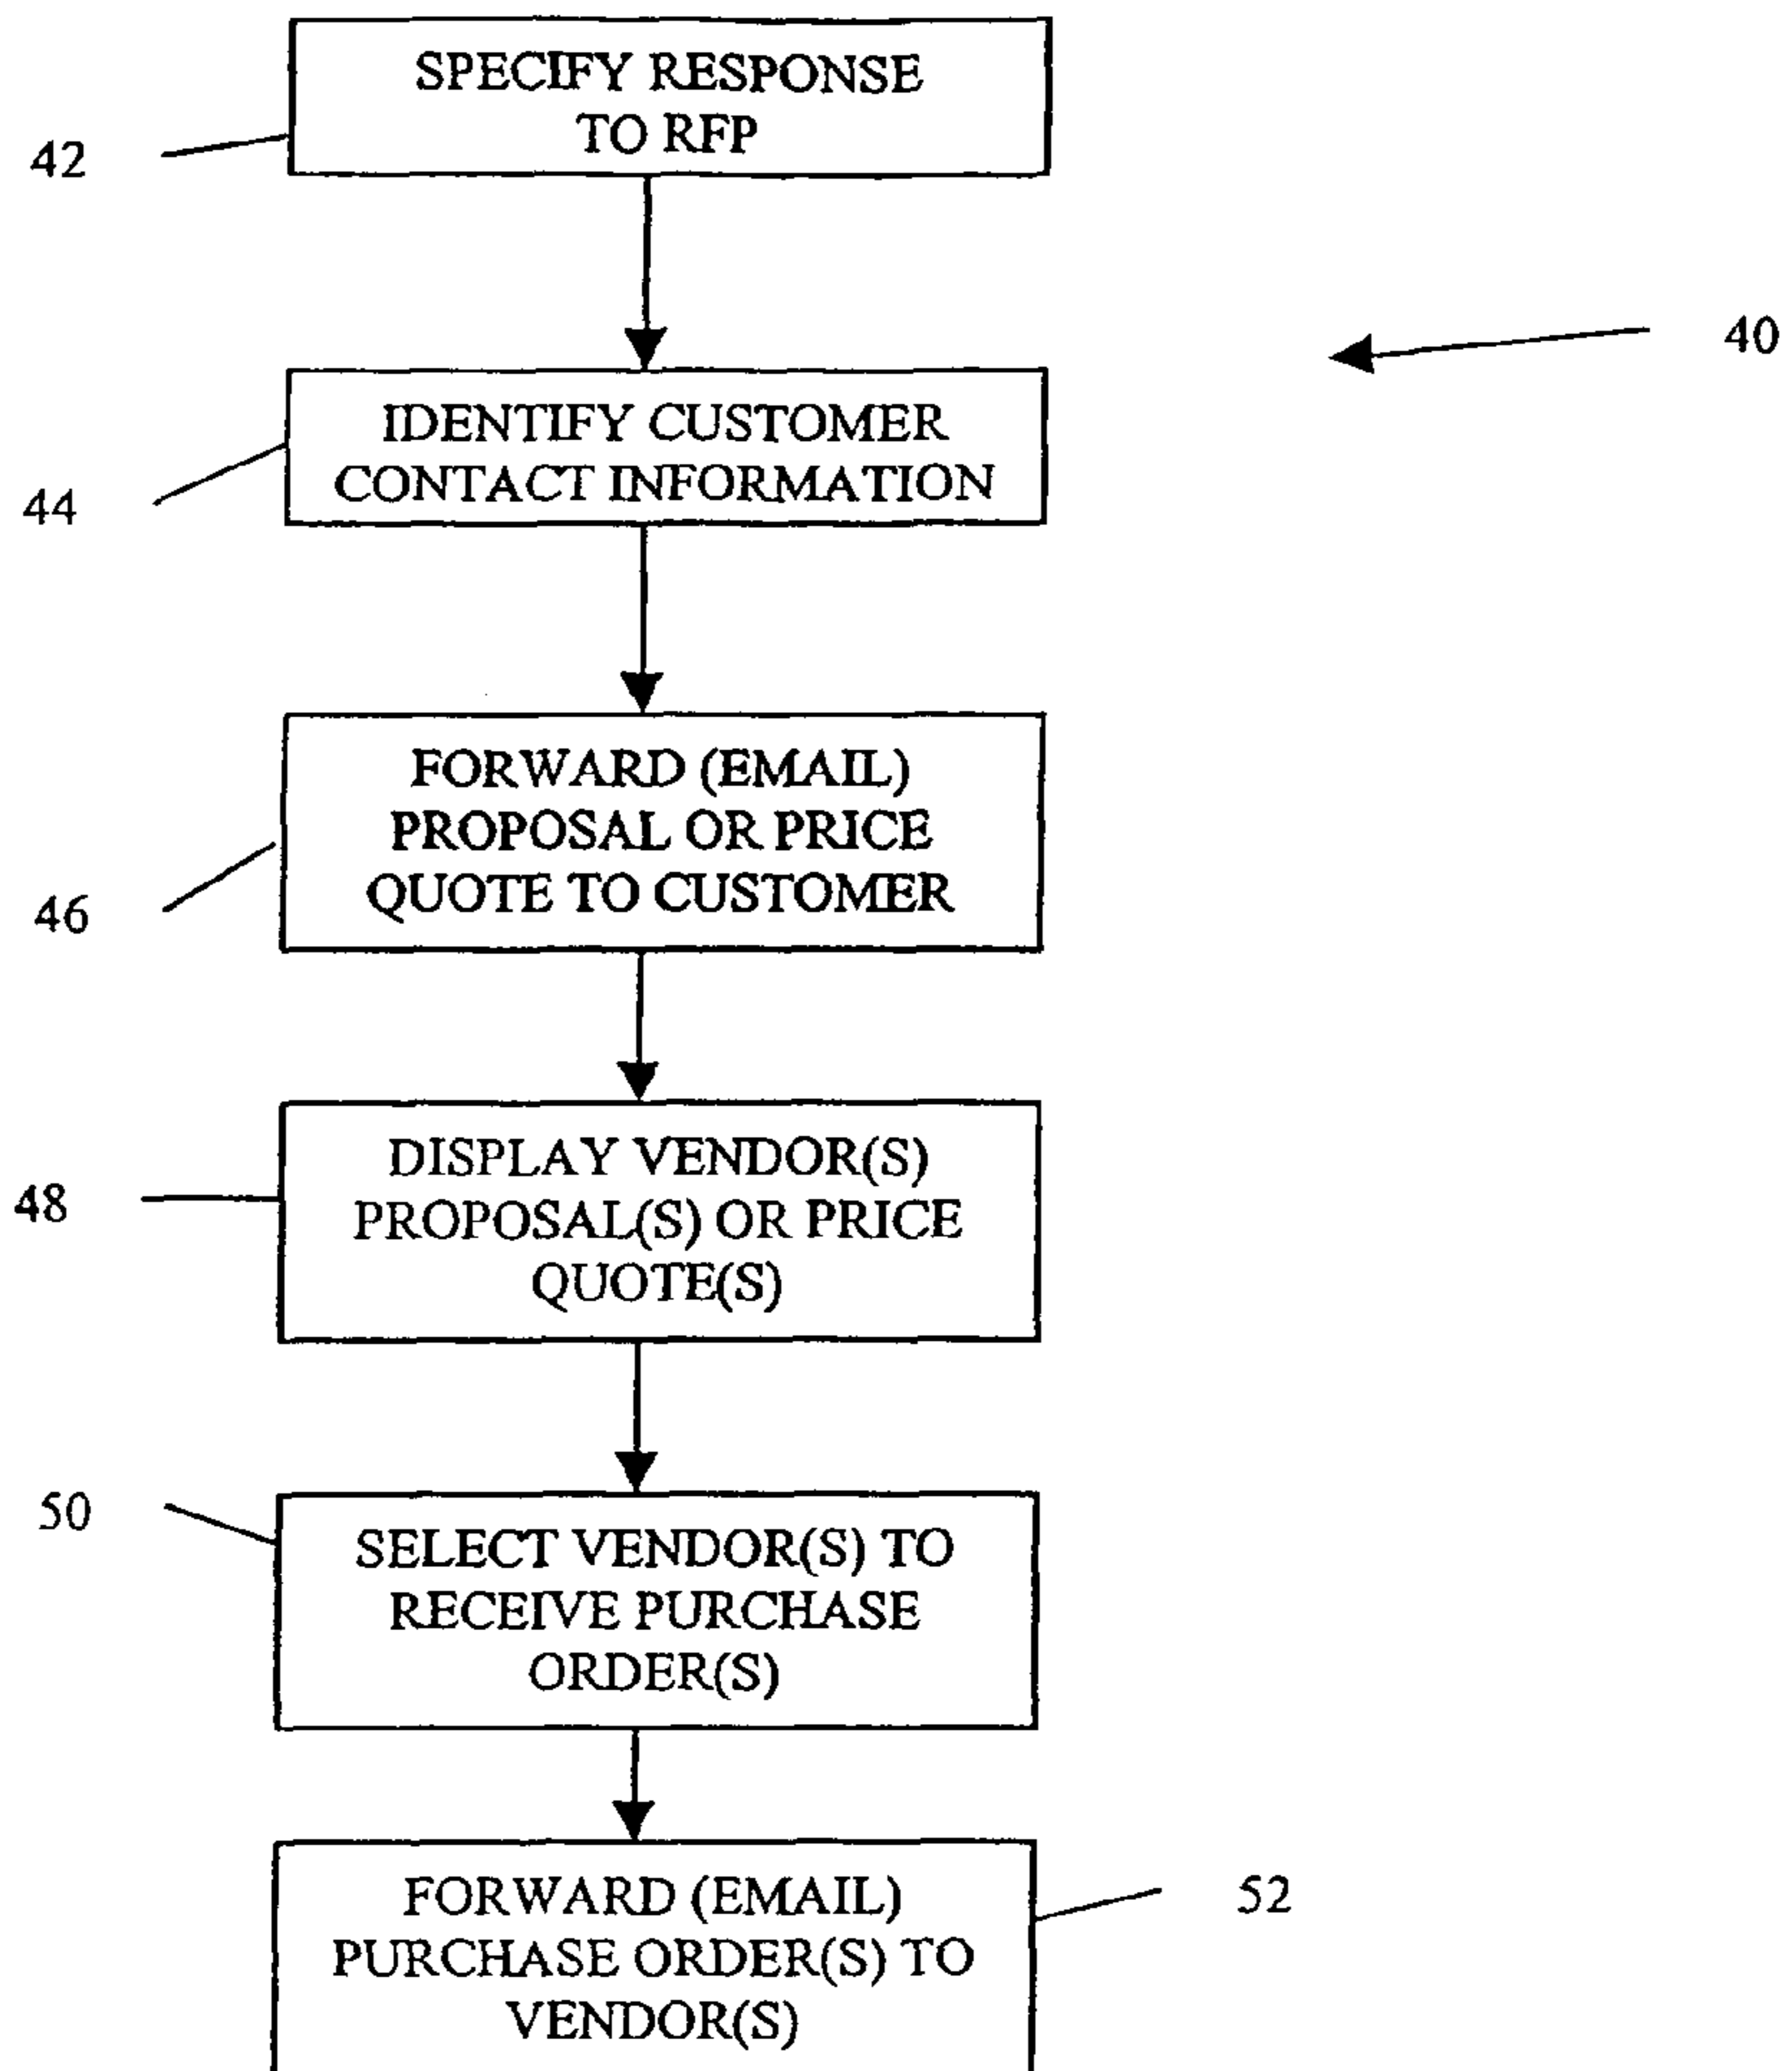 SPECIFY RESPONSE
TO RFP
42
40
IDENTIFY CUSTOMER
CONTACT INFORMATION
44
FORWARD (EMAIL)
PROPOSAL OR PRICE
QUOTE TO CUSTOMER
46
DISPLAY VENDOR(S)
PROPOSAL(S) OR PRICE
QUOTE(S)
48
50
SELECT VENDOR(S) TO
RECEIVE PURCHASE
ORDER(S)
FORWARD (EMAIL)
PURCHASE ORDER(S) TO
VENDOR(S)
52